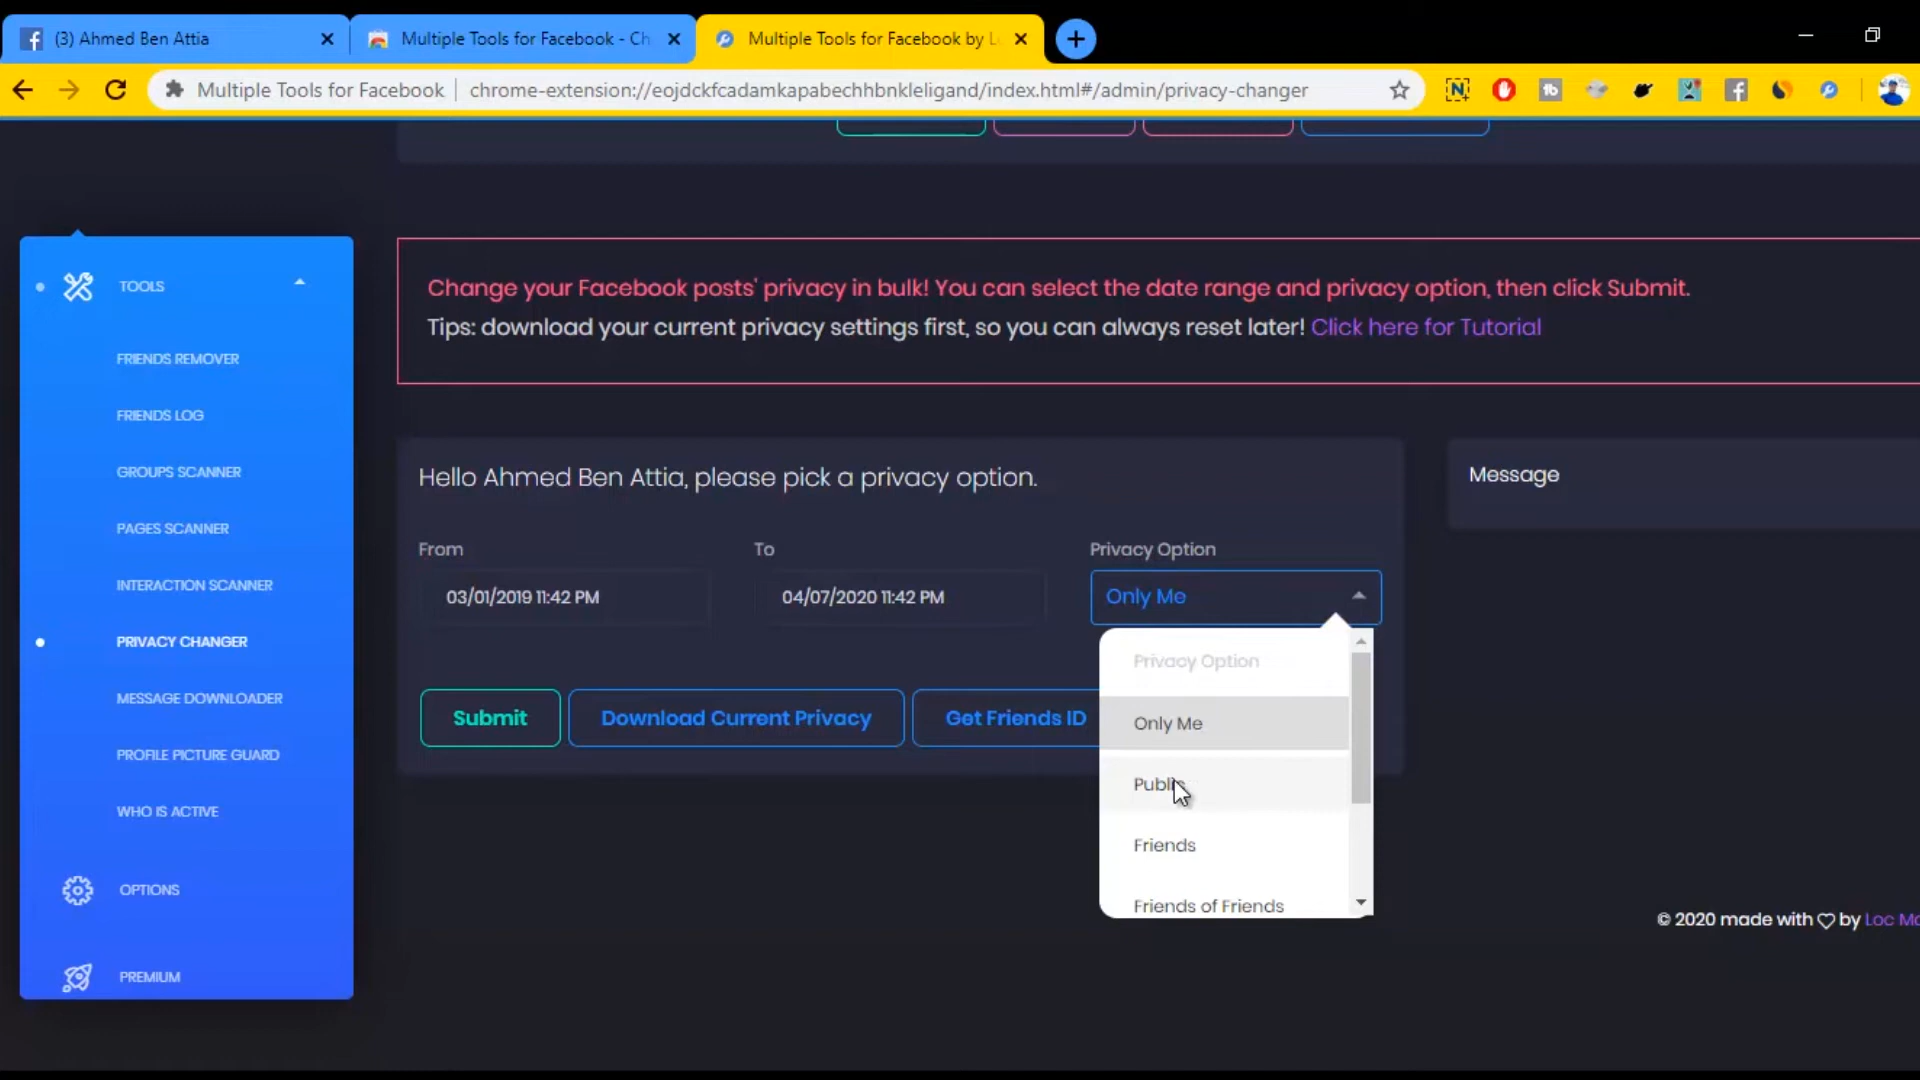 (3) Ahmed Ben Attia
Multiple Tools for Facebook - Ch
Multiple Tools for Facebook by L
Multiple Tools for Facebook
chrome-extension://eojdckfcadamkapabechhbnkleligand/index.html#/admin/privacy-changer
TOOLS
FRIENDS REMOVER
FRIENDS LOG
GROUPS SCANNER
PAGES SCANNER
INTERACTION SCANNER
PRIVACY CHANGER
MESSAGE DOWNLOADER
PROFILE PICTURE GUARD
WHO IS ACTIVE
OPTIONS
PREMIUM
Change your Facebook posts' privacy in bulk! You can select the date range and privacy option, then click Submit.
Tips: download your current privacy settings first, so you can always reset later! Click here for Tutorial
Hello Ahmed Ben Attia, please pick a privacy option.
From
To
Privacy Option
03/01/2019 11:42 PM
04/07/2020 11:42 PM
Only Me
Submit
Download Current Privacy
Get Friends ID
Privacy Option
Only Me
Public
Friends
Friends of Friends
Message
© 2020 made with ♡ by Loc Ma